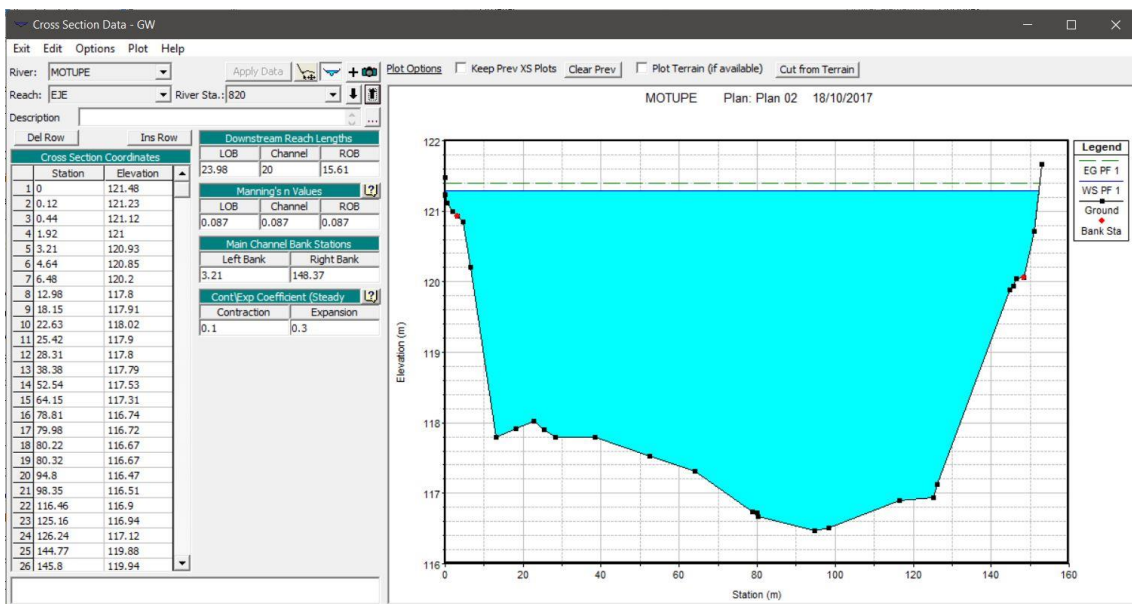 Cross Section Data - GW
Exit Edit Options Plot Help
River: MOTUPE Apply Data
Reach: EJE River Sta.: 820
Description ...
Plot Options Keep Prev XS Plots Clear Prev Plot Terrain (if available) Cut from Terrain
Del Row Ins Row
Cross Section Coordinates
Station Elevation
1 0 121.48
2 0.12 121.23
3 0.44 121.12
4 1.92 121
5 3.21 120.93
6 4.64 120.85
7 6.48 120.2
8 12.98 117.8
9 18.15 117.91
10 22.63 118.02
11 25.42 117.9
12 28.31 117.8
13 38.38 117.79
14 52.54 117.53
15 64.15 117.31
16 78.81 116.74
17 79.98 116.72
18 80.22 116.67
19 80.32 116.67
20 94.8 116.47
21 98.35 116.51
22 116.46 116.9
23 125.16 116.94
24 126.24 117.12
25 144.77 119.88
26 145.8 119.94
Downstream Reach Lengths
LOB Channel ROB
23.98 20 15.61
Manning's n Values
LOB Channel ROB
0.087 0.087 0.087
Main Channel Bank Stations
Left Bank Right Bank
3.21 148.37
Cont\Exp Coefficient (Steady
Contraction Expansion
0.1 0.3
MOTUPE Plan: Plan 02 18/10/2017
122
121
120
119
118
117
116
Elevation (m)
0 20 40 60 80 100 120 140 160
Station (m)
Legend
EG PF 1
WS PF 1
Ground
Bank Sta